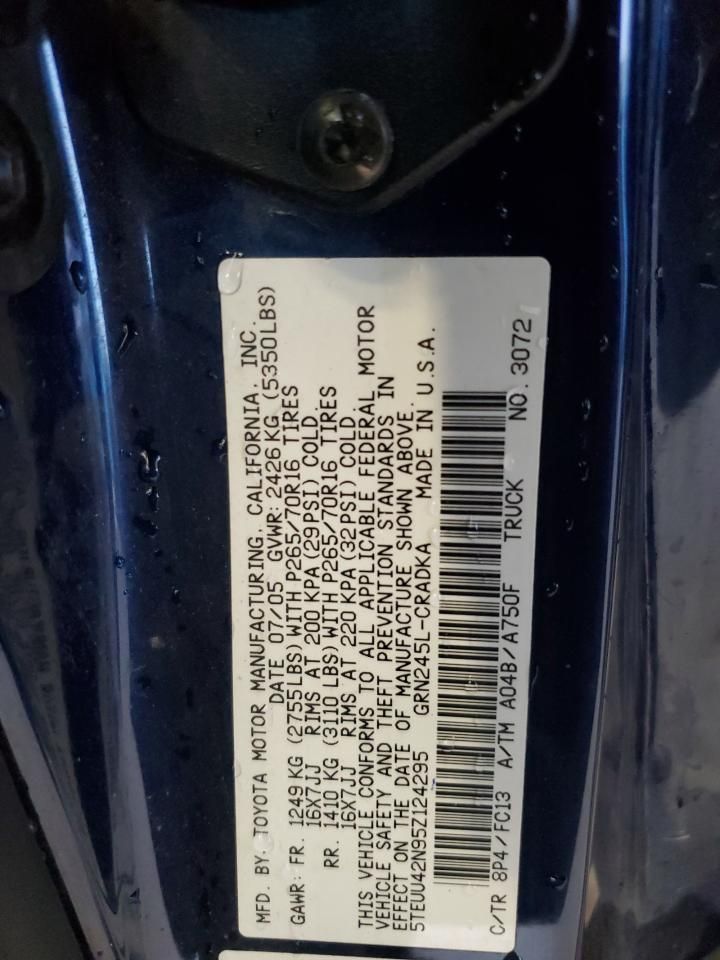 MFD. BY: TOYOTA MOTOR MANUFACTURING, CALIFORNIA, INC.
DATE 07/05 GVWR: 2426 KG (5350LBS)
GAWR: FR. 1249 KG (2755LBS) WITH P265/70R16 TIRES
16X7JJ RIMS AT 200 KPA (29PSI) COLD.
RR. 1410 KG (3110 LBS) WITH P265/70R16 TIRES
16X7JJ RIMS AT 220 KPA (32PSI) COLD.
THIS VEHICLE CONFORMS TO ALL APPLICABLE FEDERAL MOTOR
VEHICLE SAFETY AND THEFT PREVENTION STANDARDS IN
EFFECT ON THE DATE OF MANUFACTURE SHOWN ABOVE.
5TEUU42N95Z124295 GRN245L-CRADKA MADE IN U.S.A.
C/TR 8P4/FC13 A/TM A04B/A750F TRUCK NO. 3072